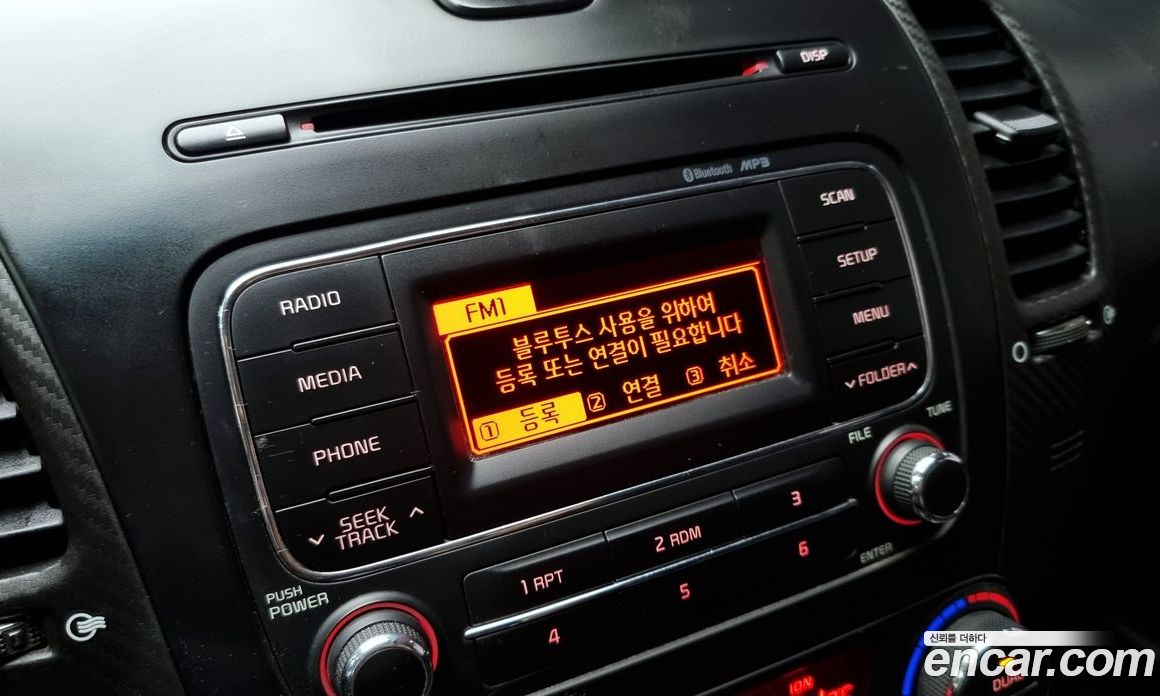 DISP
Bluetooth MP3
SCAN
SETUP
MENU
FOLDER
RADIO
MEDIA
PHONE
SEEK
TRACK
FM1
블루투스 사용을 위하여
등록 또는 연결이 필요합니다
1 등록 2 연결 3 취소
TUNE
FILE
ENTER
PUSH
POWER
1 RPT
2 RDM
3
4
5
6
ION
DUAL
신뢰를 더하다
encar.com